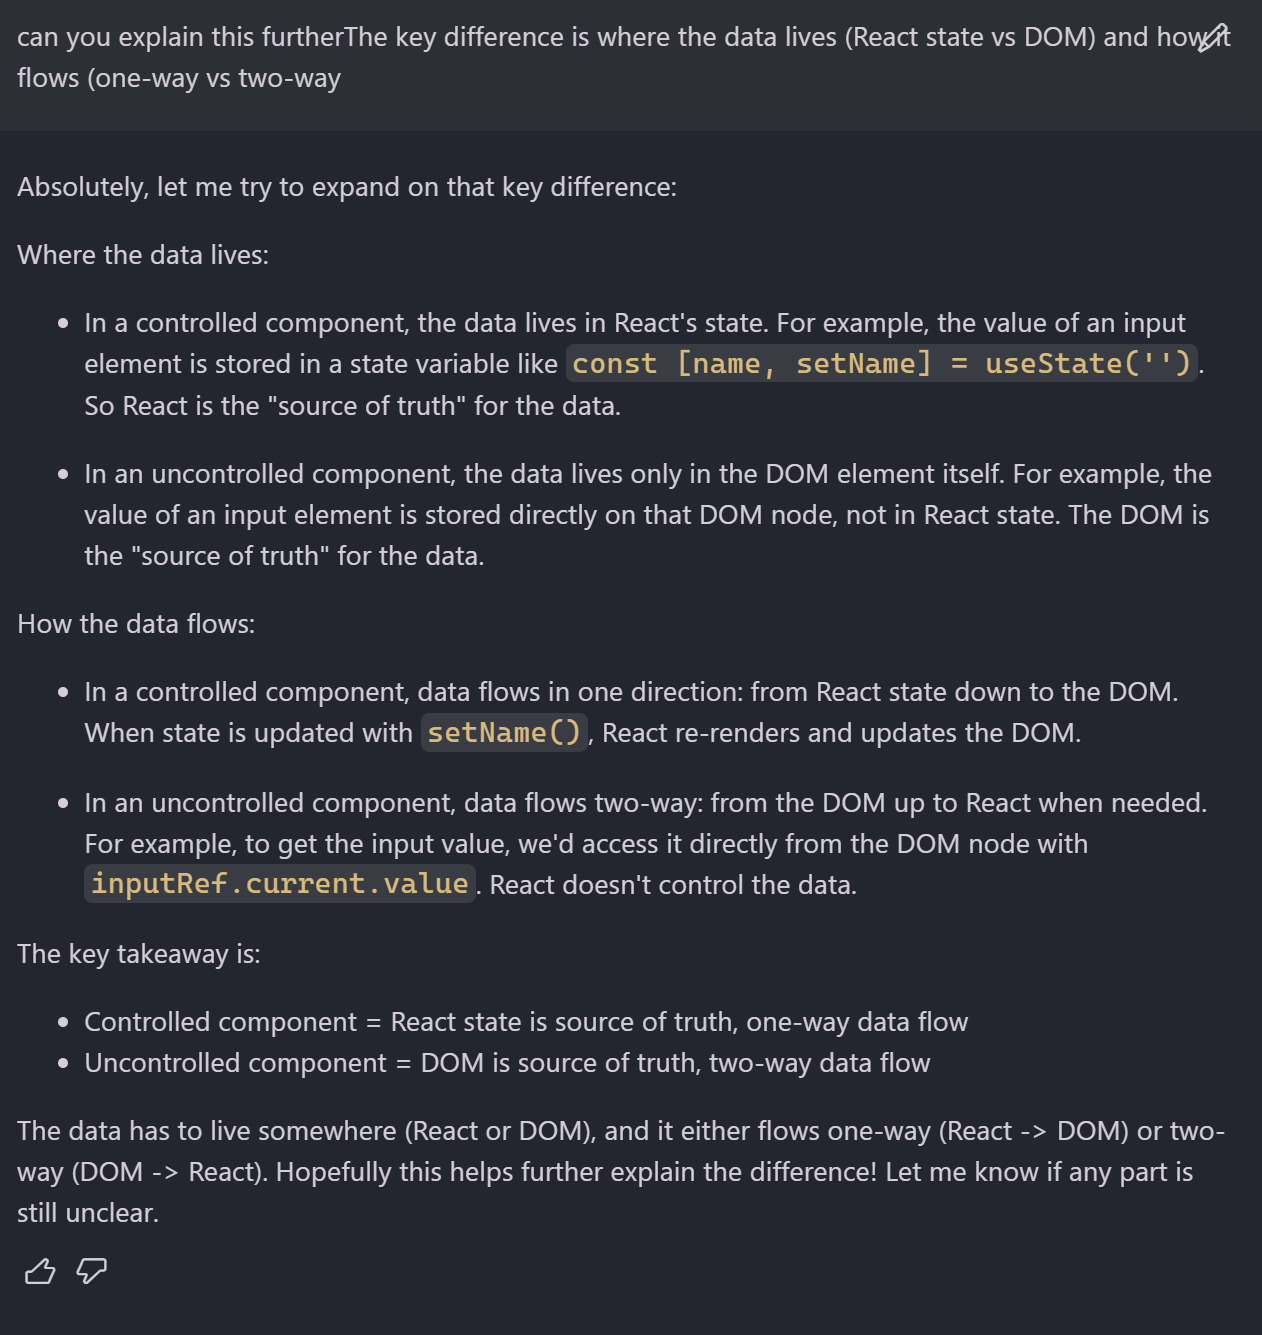 can you explain this furtherThe key difference is where the data lives (React state vs DOM) and how it
flows (one-way vs two-way
Absolutely, let me try to expand on that key difference:
Where the data lives:
• In a controlled component, the data lives in React's state. For example, the value of an input
element is stored in a state variable like const [name, setName] = useState('').
So React is the "source of truth" for the data.
• In an uncontrolled component, the data lives only in the DOM element itself. For example, the
value of an input element is stored directly on that DOM node, not in React state. The DOM is
the "source of truth" for the data.
How the data flows:
• In a controlled component, data flows in one direction: from React state down to the DOM.
When state is updated with setName(), React re-renders and updates the DOM.
• In an uncontrolled component, data flows two-way: from the DOM up to React when needed.
For example, to get the input value, we'd access it directly from the DOM node with
inputRef.current.value. React doesn't control the data.
The key takeaway is:
• Controlled component = React state is source of truth, one-way data flow
• Uncontrolled component = DOM is source of truth, two-way data flow
The data has to live somewhere (React or DOM), and it either flows one-way (React -> DOM) or two-
way (DOM -> React). Hopefully this helps further explain the difference! Let me know if any part is
still unclear.